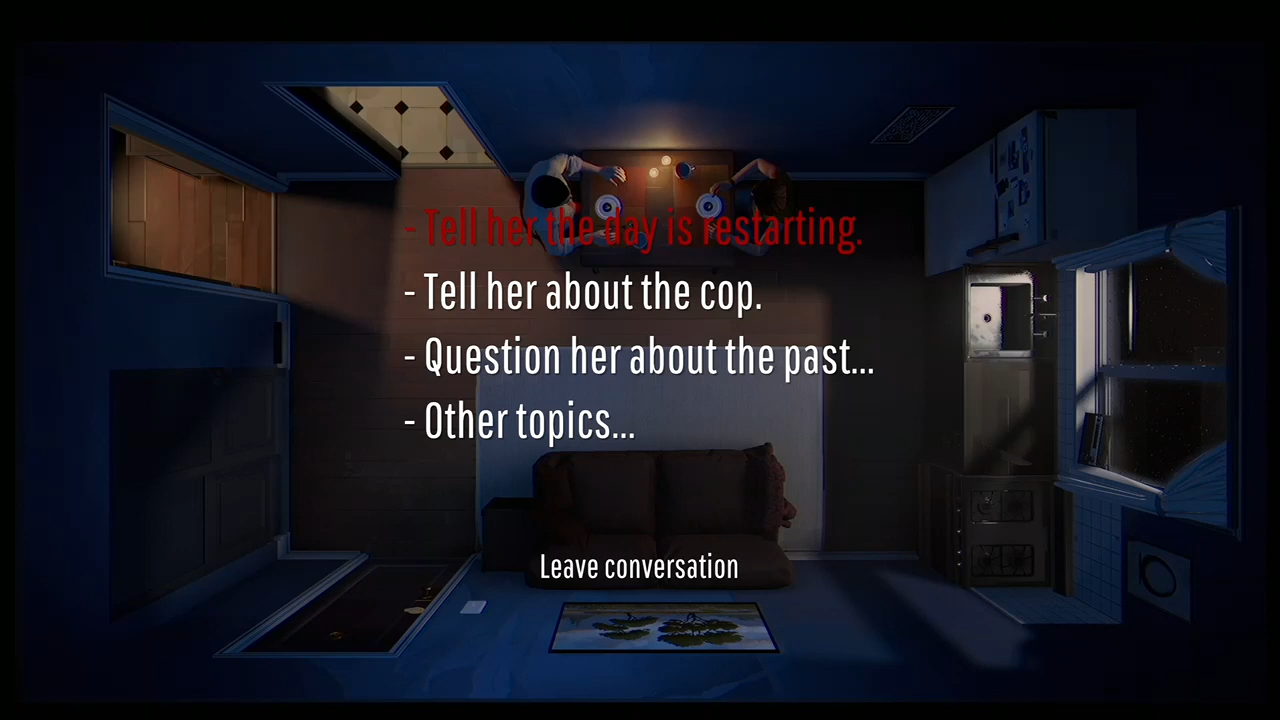 - Tell her the day is restarting.
- Tell her about the cop.
- Question her about the past...
- Other topics...
Leave conversation